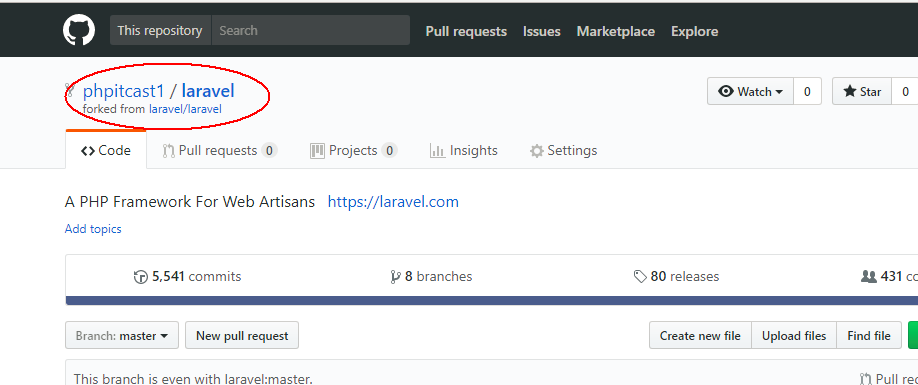 This repository Search Pull requests Issues Marketplace Explore
phpitcast1 / laravel
forked from laravel/laravel
Watch 0 Star 0
Code Pull requests 0 Projects 0 Insights Settings
A PHP Framework For Web Artisans https://laravel.com
Add topics
5,541 commits 8 branches 80 releases 431 co
Branch: master New pull request Create new file Upload files Find file
This branch is even with laravel:master. Pull req